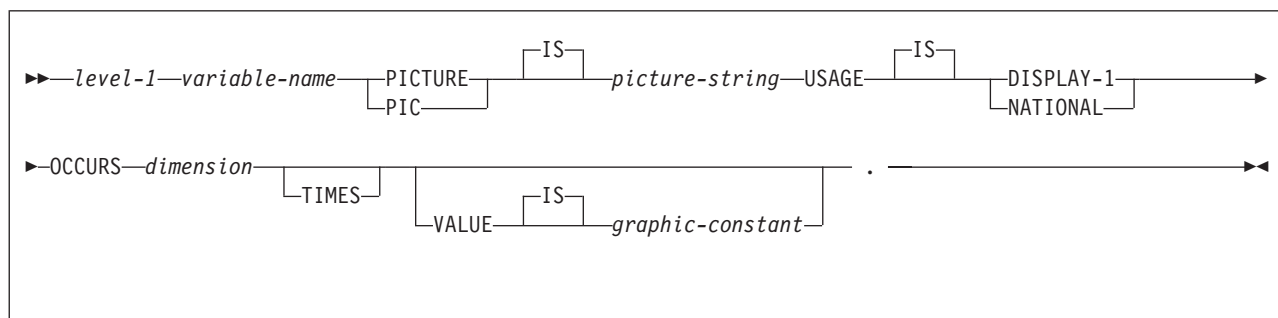 IS IS
level-1 variable-name PICTURE picture-string USAGE DISPLAY-1
PIC NATIONAL
OCCURS dimension .
TIMES IS
VALUE graphic-constant